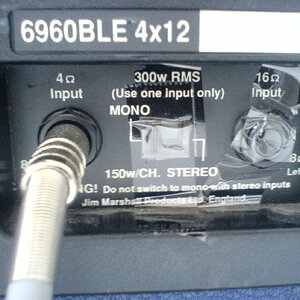 6960BLE 4x12
4Ω 300w RMS 16Ω
Input (Use one input only) Input
MONO
150w/CH. STEREO
Do not switch to mono with stereo inputs
Jim Marshall Products Ltd. England